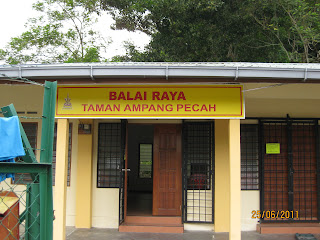 BALAI RAYA
TAMAN AMPANG PECAH
25/06/2011